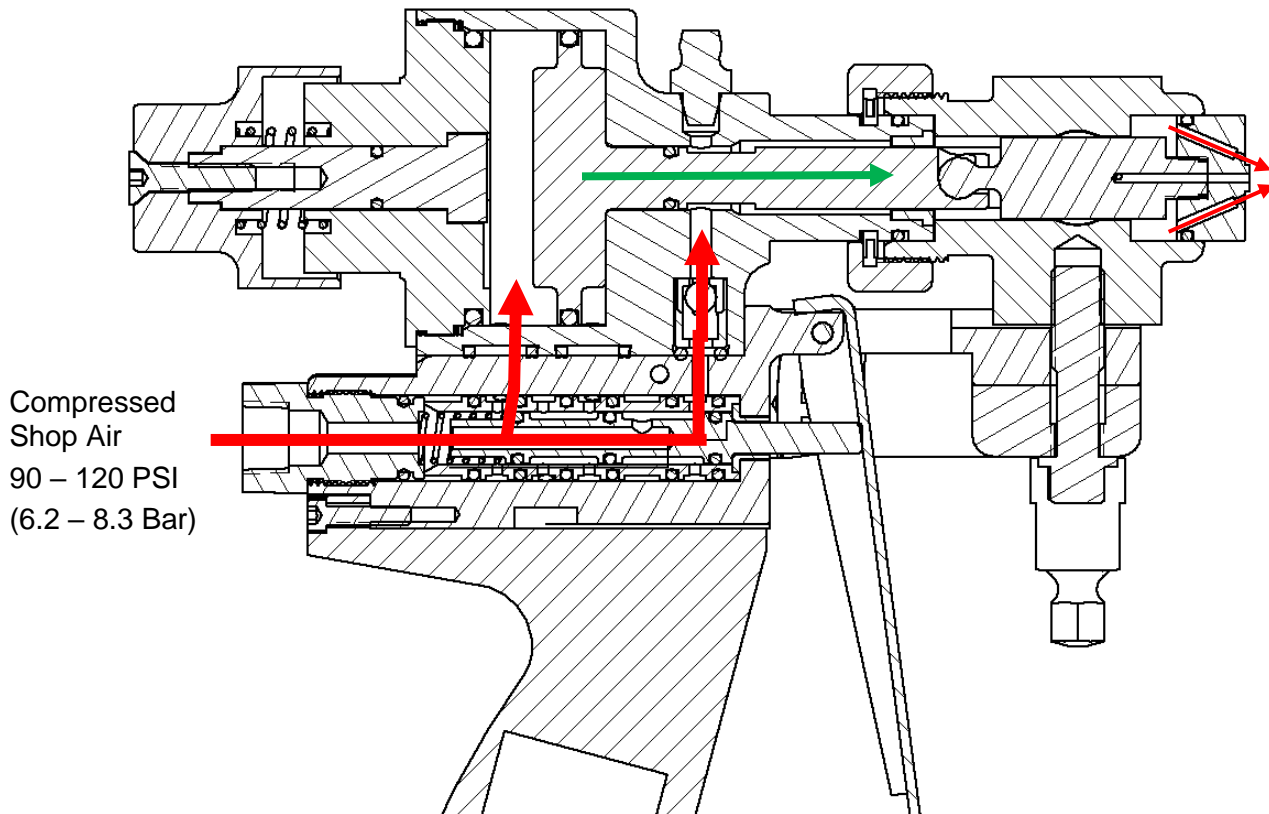 Compressed
Shop Air
90 – 120 PSI
(6.2 – 8.3 Bar)